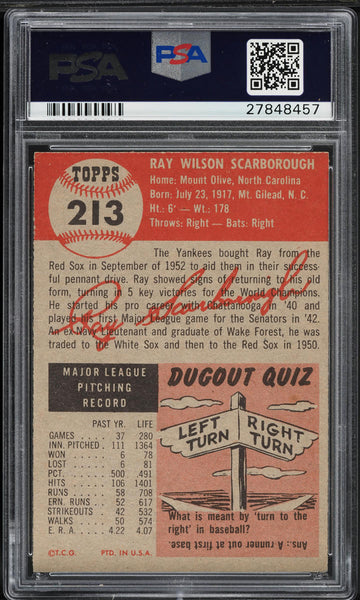 PSA
PSA
27848457
TOPPS
213
RAY WILSON SCARBOROUGH
Home: Mount Olive, North Carolina
Born: July 23, 1917, Mt. Gilead, N. C.
Ht.: 6' — Wt.: 178
Throws: Right — Bats: Right
The Yankees bought Ray from the
Red Sox in September of 1952 to aid them in their success-
ful pennant drive. Ray showed signs of returning to his old
form, turning in 5 key victories for the World Champions.
He started in pro ball at Chattanooga in '40 and
played his first Major League game for the Senators in '42.
An ex-Navy Lieutenant and graduate of Wake Forest, he was
traded to the White Sox and then to the Red Sox in 1950.
Ray Scarborough
MAJOR LEAGUE
PITCHING
RECORD
PAST YR. LIFE
GAMES 37 280
INN. PITCHED 114 1361
WON 6 78
LOST 6 81
PCT. .500 .491
HITS 106 1401
RUNS 58 708
ERN. RUNS 52 617
STRIKEOUTS 42 532
WALKS 50 574
E. R. A. 4.22 4.07
DUGOUT QUIZ
LEFT TURN
RIGHT TURN
What is meant by 'turn to the
right' in baseball?
Ans.: A runner out at first base
©T.C.G. PTD. IN U.S.A.